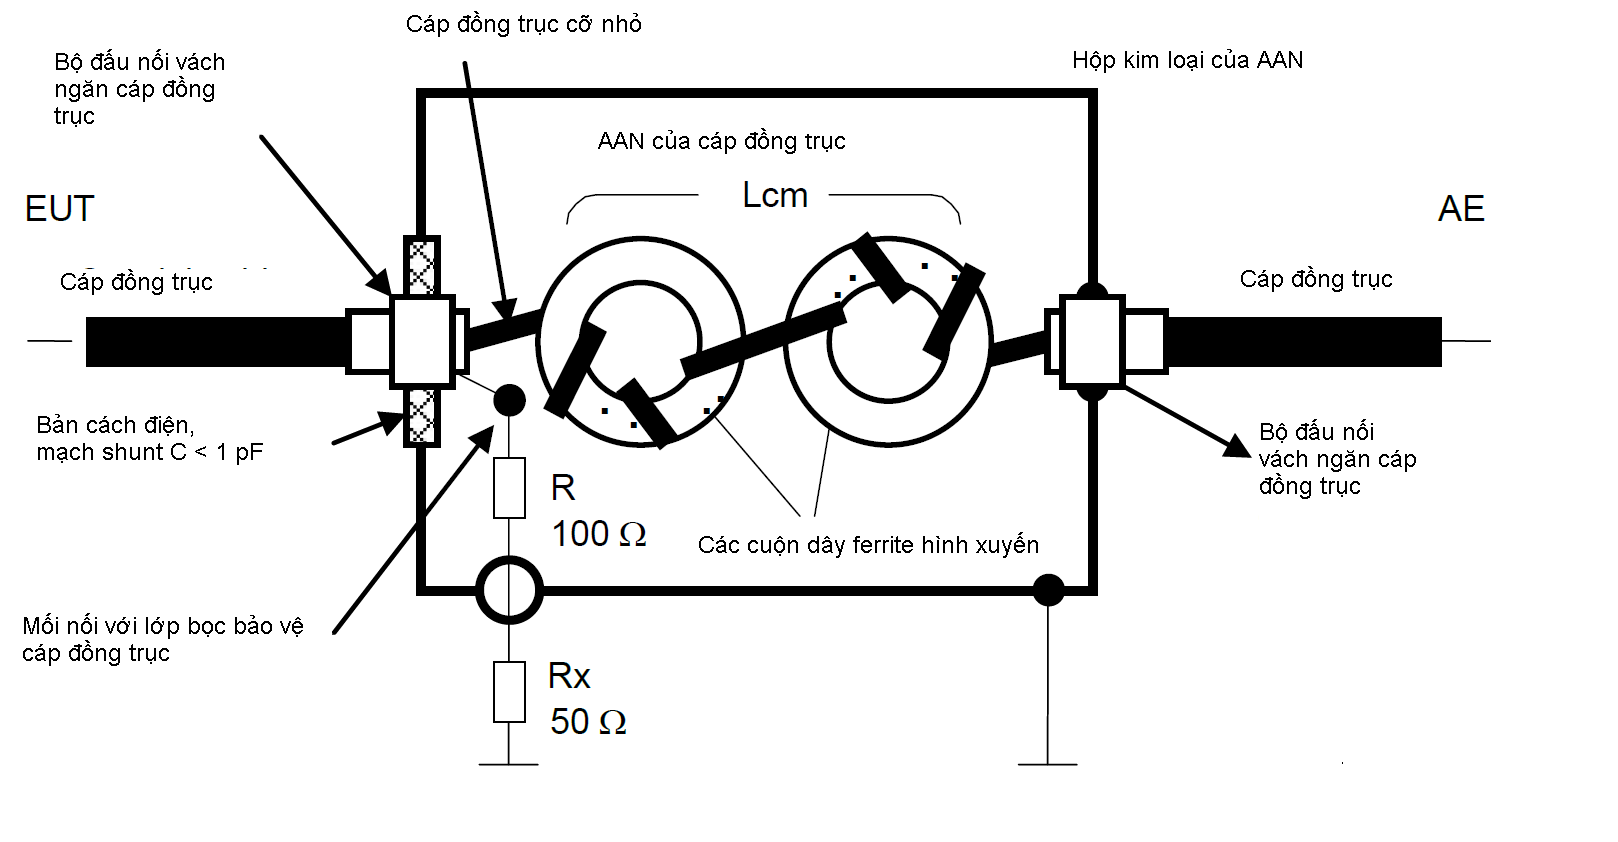 Cáp đồng trục cỡ nhỏ
Bộ đấu nối vách
ngăn cáp đồng
trục
Hộp kim loại của AAN
AAN của cáp đồng trục
Lcm
EUT
AE
Cáp đồng trục
Cáp đồng trục
Bản cách điện,
mạch shunt C < 1 pF
Bộ đấu nối
vách ngăn cáp
đồng trục
R
100 Ω
Các cuộn dây ferrite hình xuyến
Mối nối với lớp bọc bảo vệ
cáp đồng trục
Rx
50 Ω